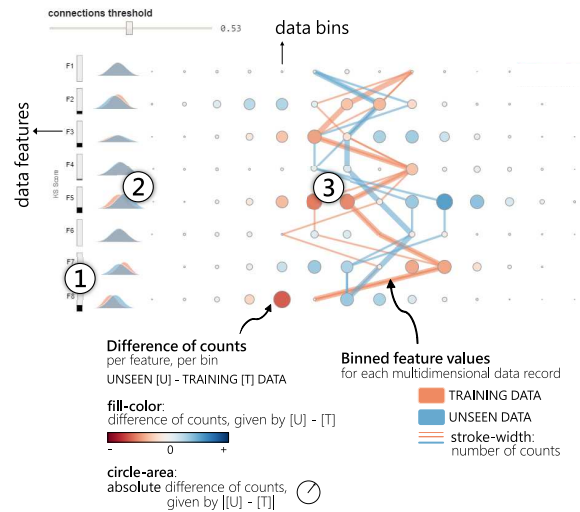 connections threshold
0.53
data bins
F1
F2
F3
F4
F5
F6
F7
F8
data features
KS Score
1
2
3
Difference of counts
per feature, per bin
UNSEEN [U] - TRAINING [T] DATA
fill-color:
difference of counts, given by [U] - [T]
- 0 +
circle-area:
absolute difference of counts,
given by |[U] - [T]|
Binned feature values
for each multidimensional data record
TRAINING DATA
UNSEEN DATA
stroke-width:
number of counts